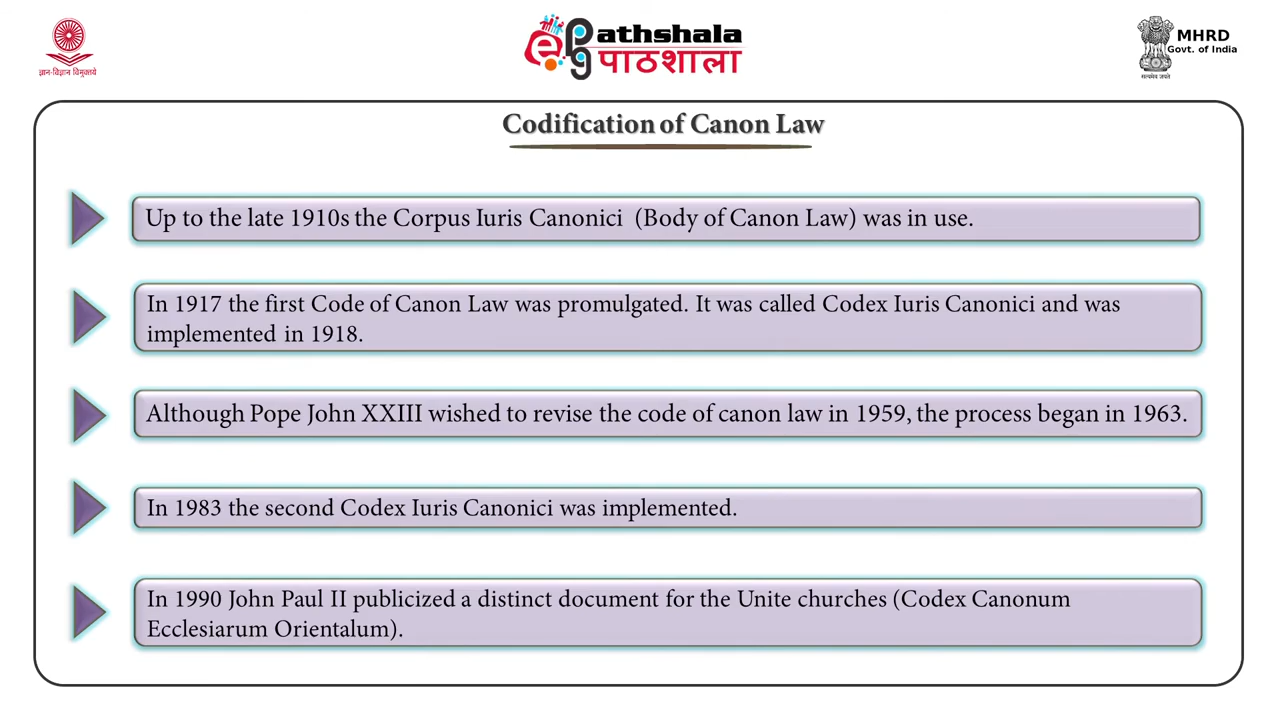 ज्ञान-विज्ञान विमुक्तये
ePathshala
पाठशाला
MHRD
Govt. of India
सत्यमेव जयते
Codification of Canon Law
Up to the late 1910s the Corpus Iuris Canonici (Body of Canon Law) was in use.
In 1917 the first Code of Canon Law was promulgated. It was called Codex Iuris Canonici and was
implemented in 1918.
Although Pope John XXIII wished to revise the code of canon law in 1959, the process began in 1963.
In 1983 the second Codex Iuris Canonici was implemented.
In 1990 John Paul II publicized a distinct document for the Unite churches (Codex Canonum
Ecclesiarum Orientalum).